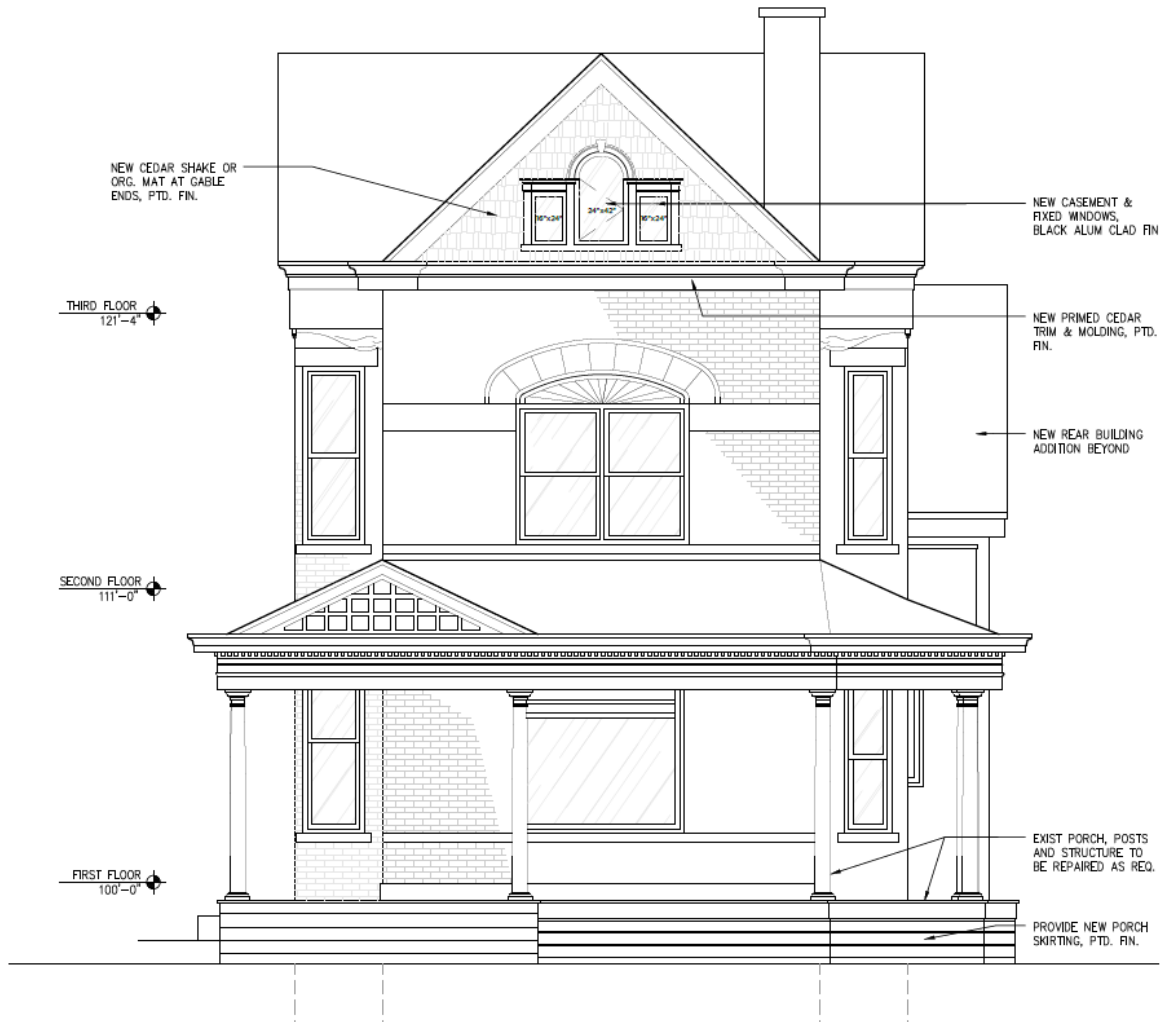 NEW CEDAR SHAKE OR
ORG. MAT AT GABLE
ENDS, PTD. FIN.
16"x24"
24"x42"
16"x24"
NEW CASEMENT &
FIXED WINDOWS,
BLACK ALUM CLAD FIN
THIRD FLOOR
121'-4"
NEW PRIMED CEDAR
TRIM & MOLDING, PTD.
FIN.
NEW REAR BUILDING
ADDITION BEYOND
SECOND FLOOR
111'-0"
EXIST PORCH, POSTS
AND STRUCTURE TO
BE REPAIRED AS REQ.
FIRST FLOOR
100'-0"
PROVIDE NEW PORCH
SKIRTING, PTD. FIN.